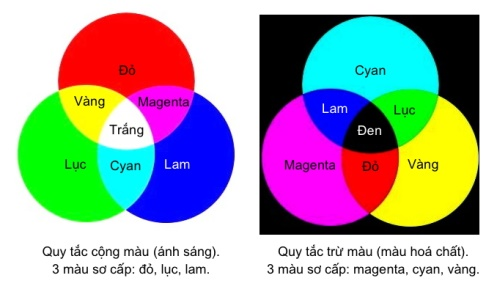 Đỏ
Vàng
Magenta
Trắng
Lục
Cyan
Lam
Quy tắc cộng màu (ánh sáng).
3 màu sơ cấp: đỏ, lục, lam.
Cyan
Lam
Lục
Đen
Magenta
Đỏ
Vàng
Quy tắc trừ màu (màu hoá chất).
3 màu sơ cấp: magenta, cyan, vàng.